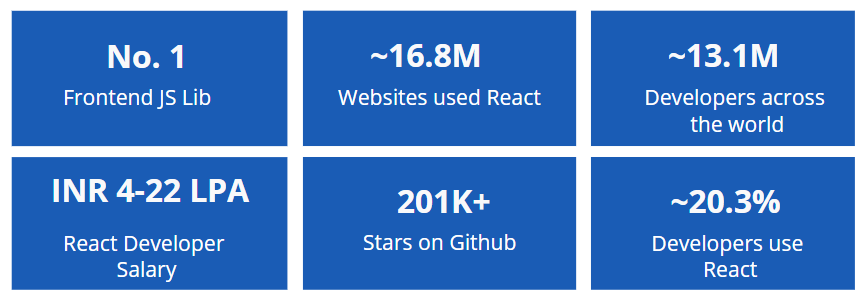 No. 1
Frontend JS Lib
~16.8M
Websites used React
~13.1M
Developers across
the world
INR 4-22 LPA
React Developer
Salary
201K+
Stars on Github
~20.3%
Developers use
React